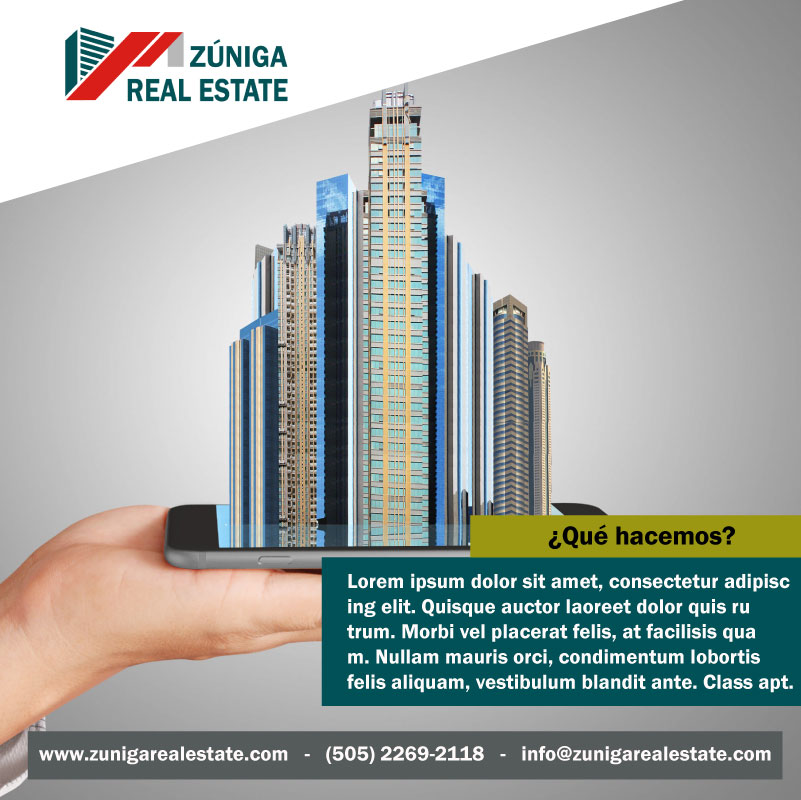 ZÚNIGA
REAL ESTATE
¿Qué hacemos?
Lorem ipsum dolor sit amet, consectetur adipisc
ing elit. Quisque auctor laoreet dolor quis ru
trum. Morbi vel placerat felis, at facilisis qua
m. Nullam mauris orci, condimentum lobortis
felis aliquam, vestibulum blandit ante. Class apt.
www.zunigarealestate.com - (505) 2269-2118 - info@zunigarealestate.com